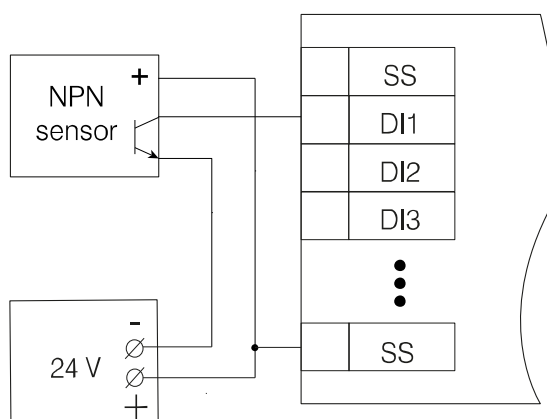 +
NPN
sensor
SS
DI1
DI2
DI3
SS
-
24 V
+